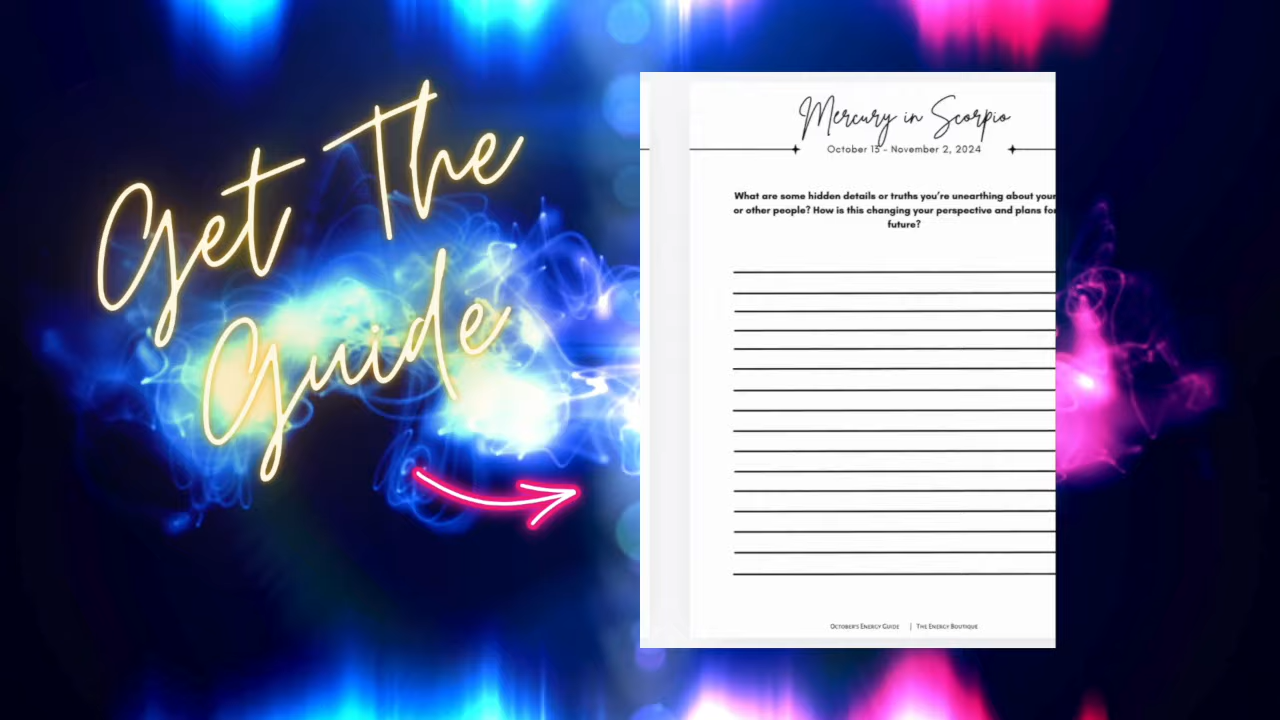 Get The
Guide
Mercury in Scorpio
October 13 - November 2, 2024
What are some hidden details or truths you're unearthing about your
or other people? How is this changing your perspective and plans for
future?
October's Energy Guide | The Energy Boutique